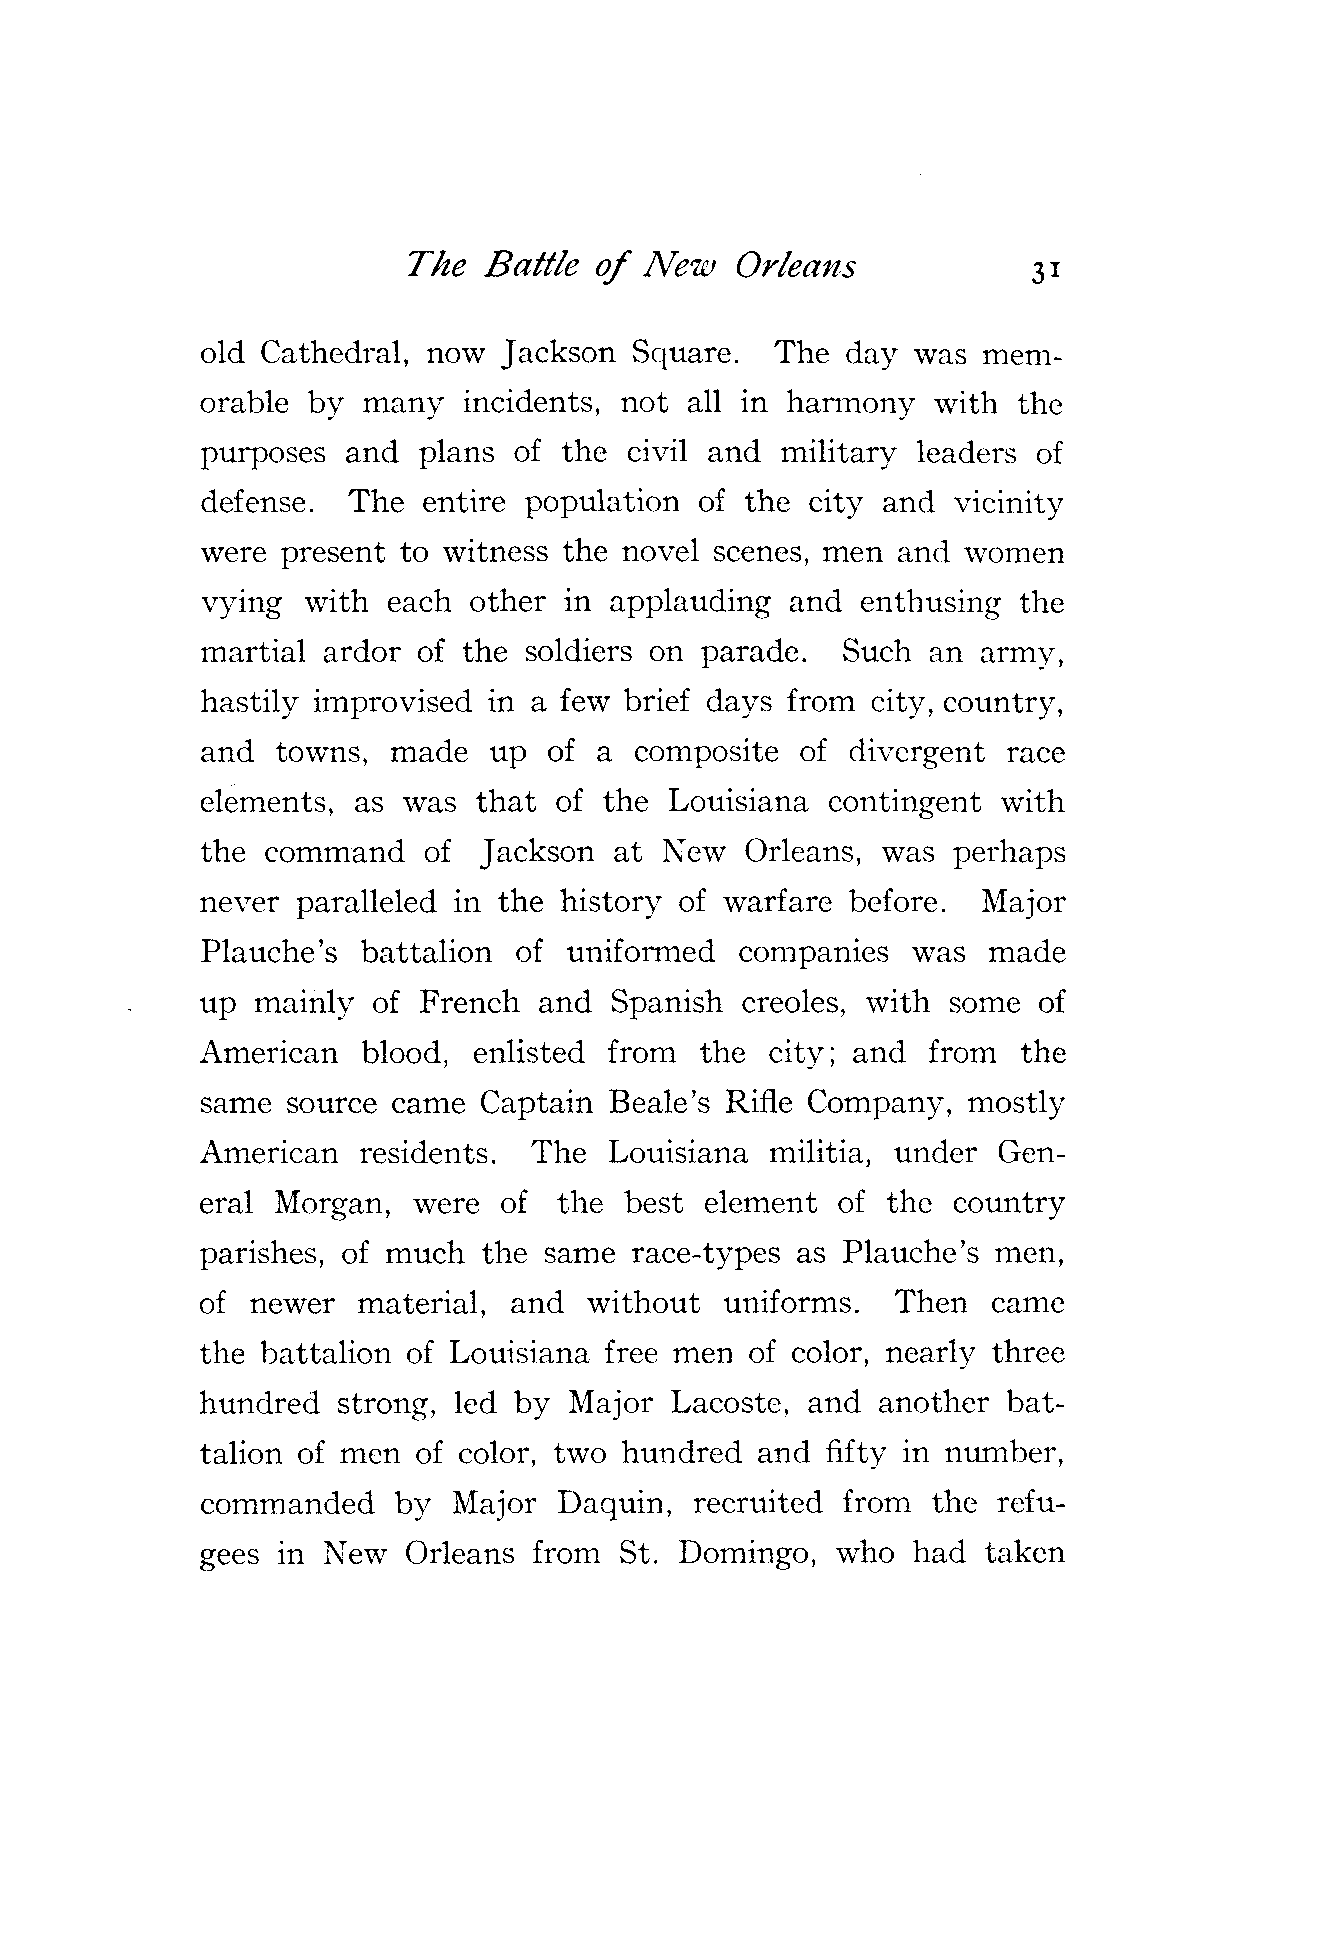 The Battle of New Orleans 31
old Cathedral, now Jackson Square. The day was mem-
orable by many incidents, not all in harmony with the
purposes and plans of the civil and military leaders of
defense. The entire population of the city and vicinity
were present to witness the novel scenes, men and women
vying with each other in applauding and enthusing the
martial ardor of the soldiers on parade. Such an army,
hastily improvised in a few brief days from city, country,
and towns, made up of a composite of divergent race
elements, as was that of the Louisiana contingent with
the command of Jackson at New Orleans, was perhaps
never paralleled in the history of warfare before. Major
Plauche's battalion of uniformed companies was made
up mainly of French and Spanish creoles, with some of
American blood, enlisted from the city; and from the
same source came Captain Beale's Rifle Company, mostly
American residents. The Louisiana militia, under Gen-
eral Morgan, were of the best element of the country
parishes, of much the same race-types as Plauche's men,
of newer material, and without uniforms. Then came
the battalion of Louisiana free men of color, nearly three
hundred strong, led by Major Lacoste, and another bat-
talion of men of color, two hundred and fifty in number,
commanded by Major Daquin, recruited from the refu-
gees in New Orleans from St. Domingo, who had taken